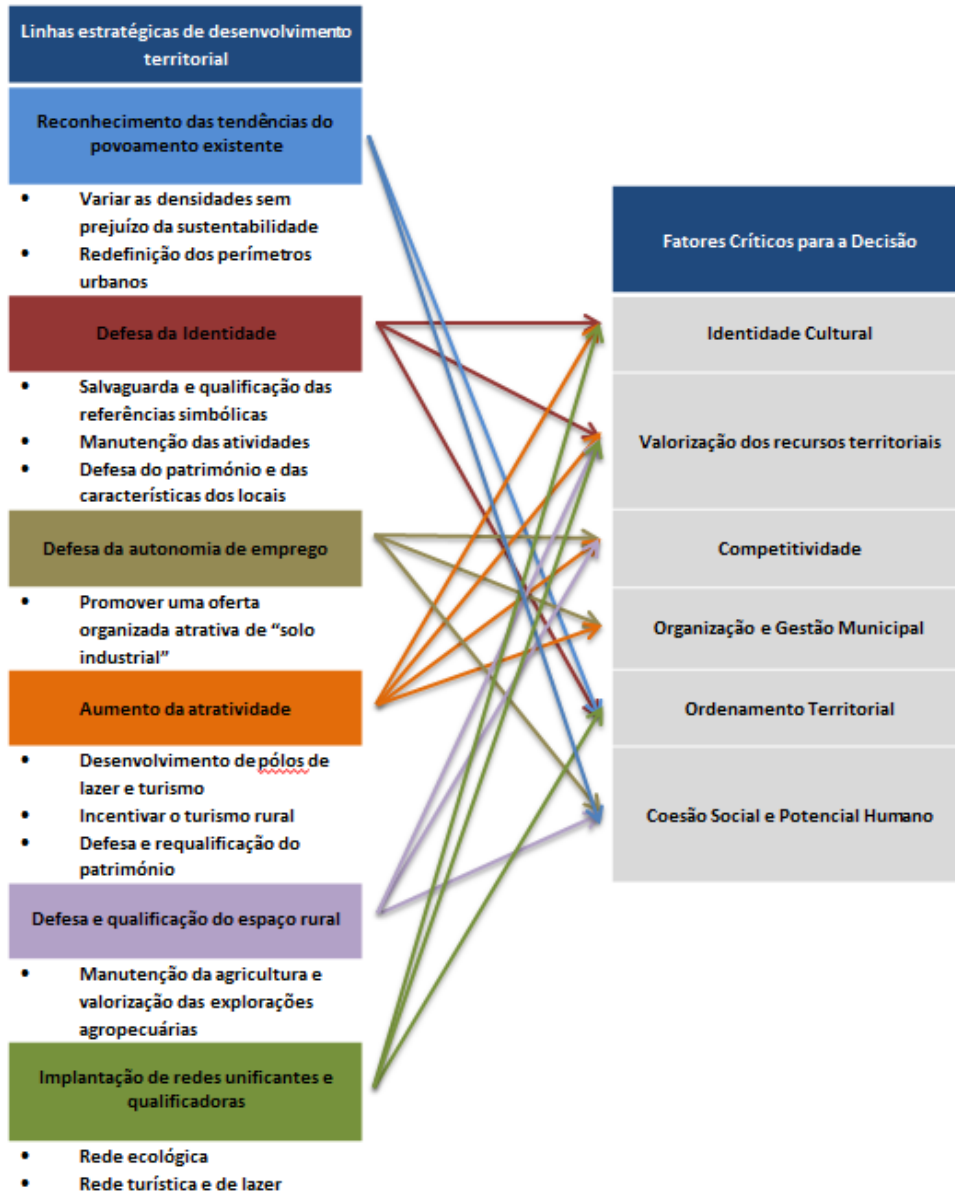 Linhas estratégicas de desenvolvimento
territorial
Reconhecimento das tendências do
povoamento existente
• Variar as densidades sem
prejuízo da sustentabilidade
• Redefinição dos perímetros
urbanos
Defesa da Identidade
• Salvaguarda e qualificação das
referências simbólicas
• Manutenção das atividades
• Defesa do património e das
características dos locais
Defesa da autonomia de emprego
• Promover uma oferta
organizada atrativa de “solo
industrial”
Aumento da atratividade
• Desenvolvimento de pólos de
lazer e turismo
• Incentivar o turismo rural
• Defesa e requalificação do
património
Defesa e qualificação do espaço rural
• Manutenção da agricultura e
valorização das explorações
agropecuárias
Implantação de redes unificantes e
qualificadoras
• Rede ecológica
• Rede turística e de lazer
Fatores Críticos para a Decisão
Identidade Cultural
Valorização dos recursos territoriais
Competitividade
Organização e Gestão Municipal
Ordenamento Territorial
Coesão Social e Potencial Humano